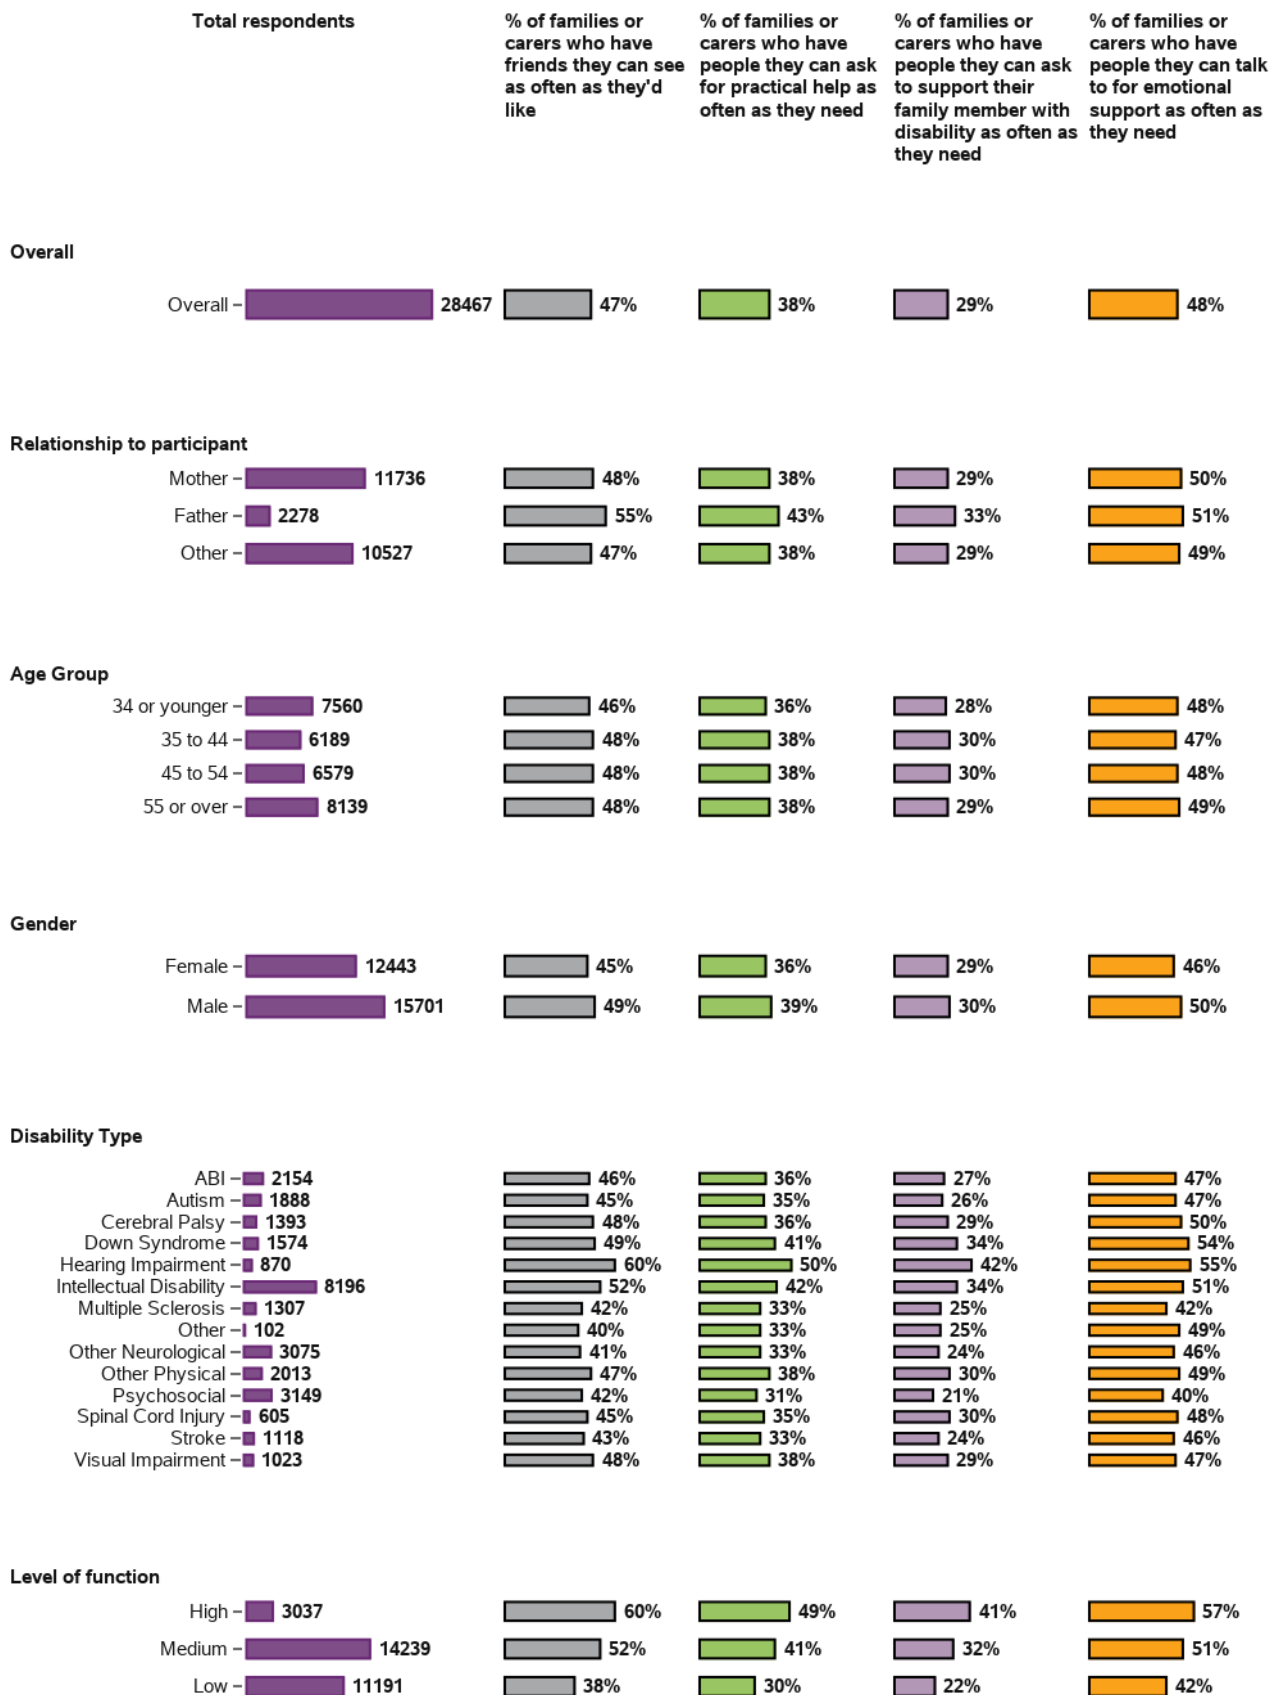 Total respondents
% of families or
carers who have
friends they can see
as often as they'd
like
% of families or
carers who have
people they can ask
for practical help as
often as they need
% of families or
carers who have
people they can ask
to support their
family member with
disability as often as
they need
% of families or
carers who have
people they can talk
to for emotional
support as often as
they need
Overall
Overall 28467 47% 38% 29% 48%
Relationship to participant
Mother 11736 48% 38% 29% 50%
Father 2278 55% 43% 33% 51%
Other 10527 47% 38% 29% 49%
Age Group
34 or younger 7560 46% 36% 28% 48%
35 to 44 6189 48% 38% 30% 47%
45 to 54 6579 48% 38% 30% 48%
55 or over 8139 48% 38% 29% 49%
Gender
Female 12443 45% 36% 29% 46%
Male 15701 49% 39% 30% 50%
Disability Type
ABI 2154 46% 36% 27% 47%
Autism 1888 45% 35% 26% 47%
Cerebral Palsy 1393 48% 36% 29% 50%
Down Syndrome 1574 49% 41% 34% 54%
Hearing Impairment 870 60% 50% 42% 55%
Intellectual Disability 8196 52% 42% 34% 51%
Multiple Sclerosis 1307 42% 33% 25% 42%
Other 102 40% 33% 25% 49%
Other Neurological 3075 41% 33% 24% 46%
Other Physical 2013 47% 38% 30% 49%
Psychosocial 3149 42% 31% 21% 40%
Spinal Cord Injury 605 45% 35% 30% 48%
Stroke 1118 43% 33% 24% 46%
Visual Impairment 1023 48% 38% 29% 47%
Level of function
High 3037 60% 49% 41% 57%
Medium 14239 52% 41% 32% 51%
Low 11191 38% 30% 22% 42%